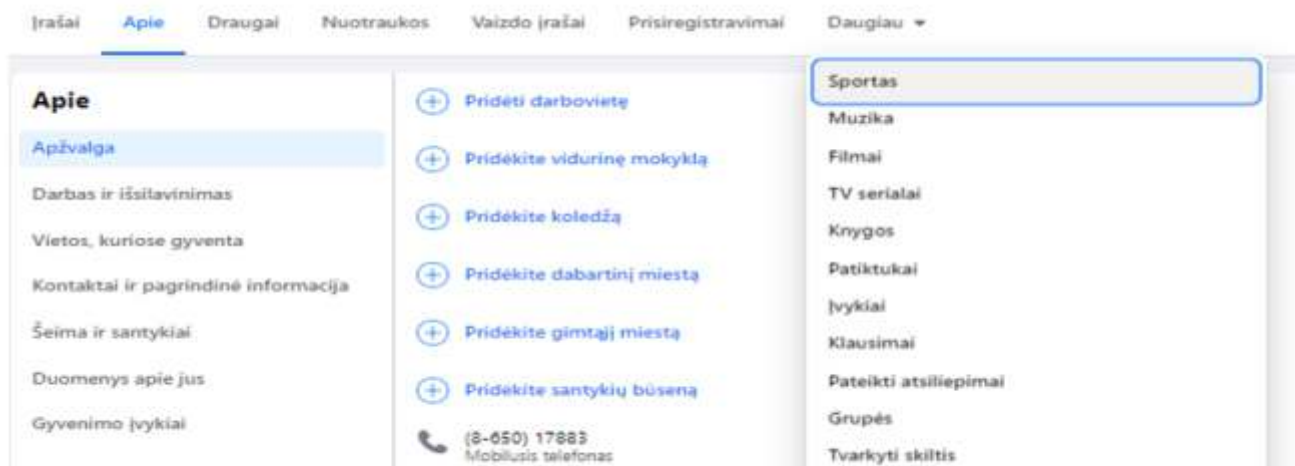 Įrašai Apie Draugai Nuotraukos Vaizdo įrašai Prisiregistravimai Daugiau
Apie
Apžvalga
Darbas ir išsilavinimas
Vietos, kuriose gyventa
Kontaktai ir pagrindinė informacija
Šeima ir santykiai
Duomenys apie jus
Gyvenimo įvykiai
Pridėti darbovietę
Pridėkite vidurinę mokyklą
Pridėkite koledžą
Pridėkite dabartinį miestą
Pridėkite gimtąjį miestą
Pridėkite santykių būseną
(8-650) 17883
Mobilusis telefonas
Sportas
Muzika
Filmai
TV serialai
Knygos
Patiktukai
Įvykiai
Klausimai
Pateikti atsiliepimai
Grupės
Tvarkyti skiltis